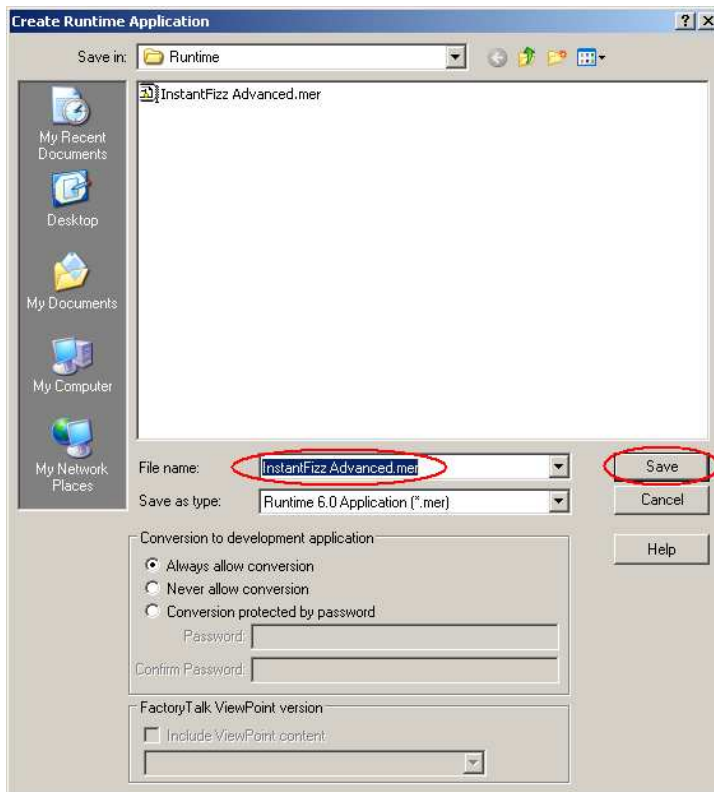 Create Runtime Application
Save in: Runtime
InstantFizz Advanced.mer
My Recent
Documents
Desktop
My Documents
My Computer
My Network
Places
File name: InstantFizz Advanced.mer Save
Save as type: Runtime 6.0 Application (*.mer) Cancel
Help
Conversion to development application
Always allow conversion
Never allow conversion
Conversion protected by password
Password:
Confirm Password:
FactoryTalk ViewPoint version
Include ViewPoint content